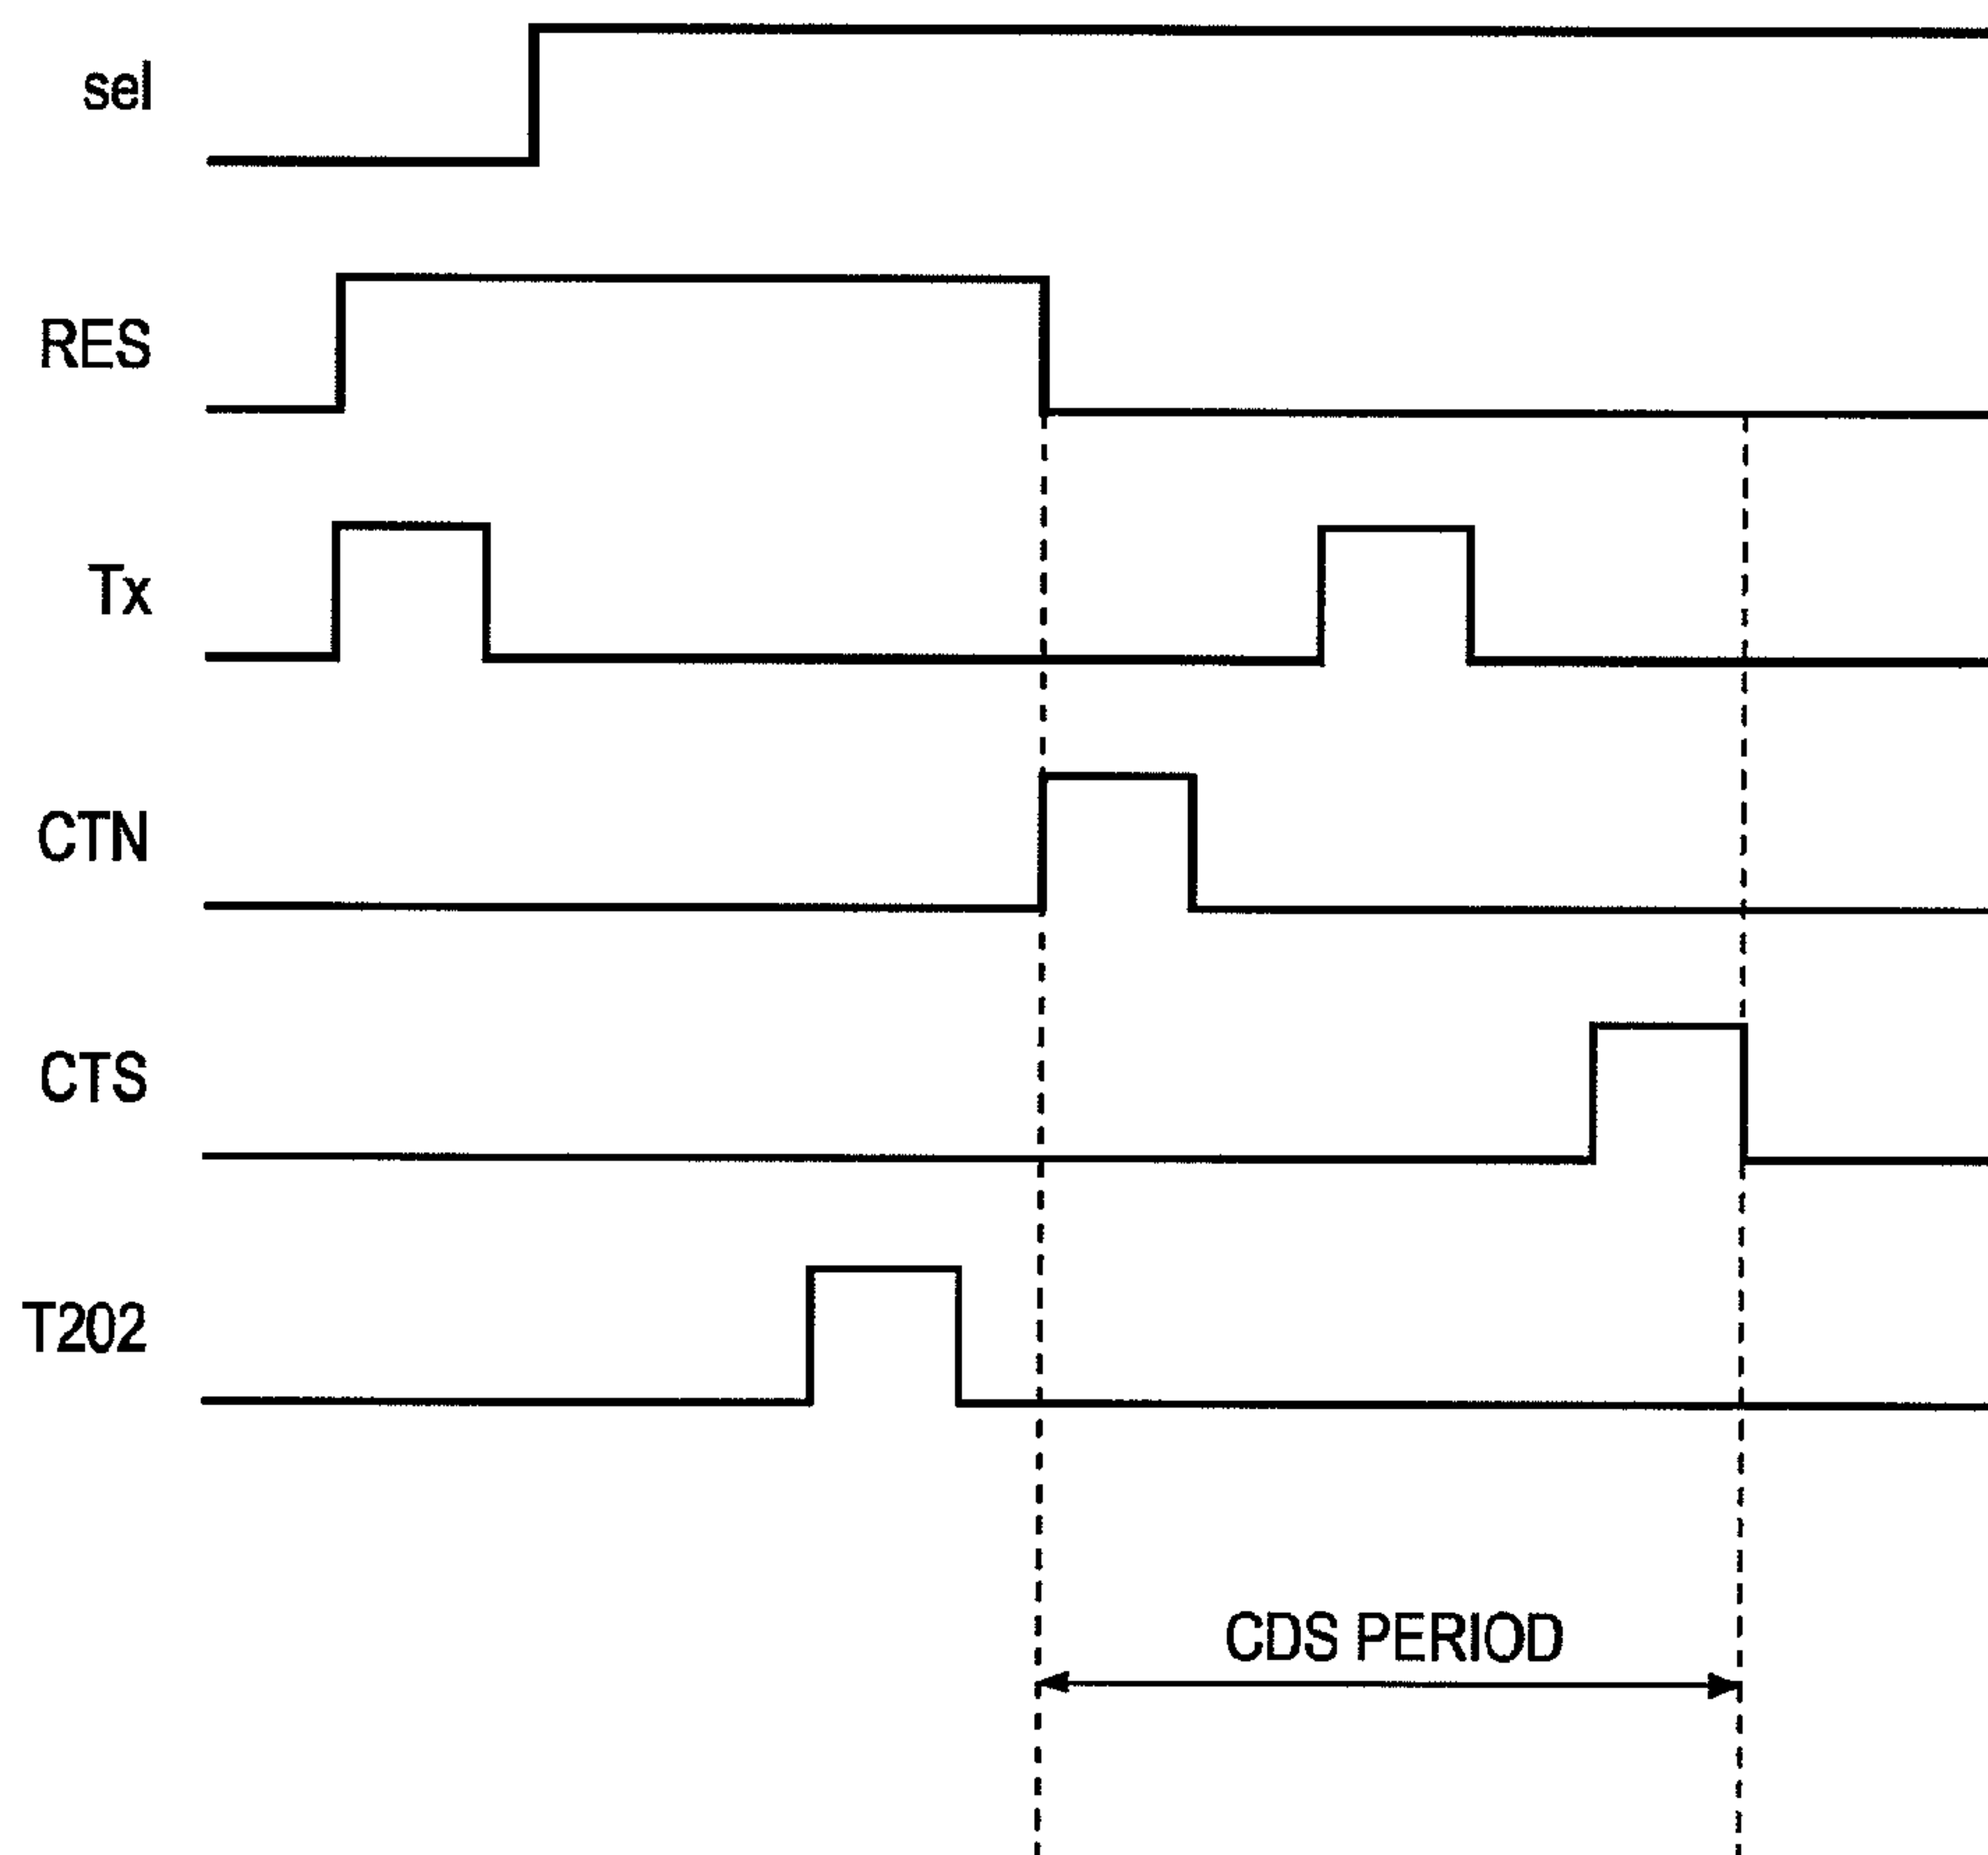 sel
RES
Tx
CTN
CTS
T202
CDS PERIOD